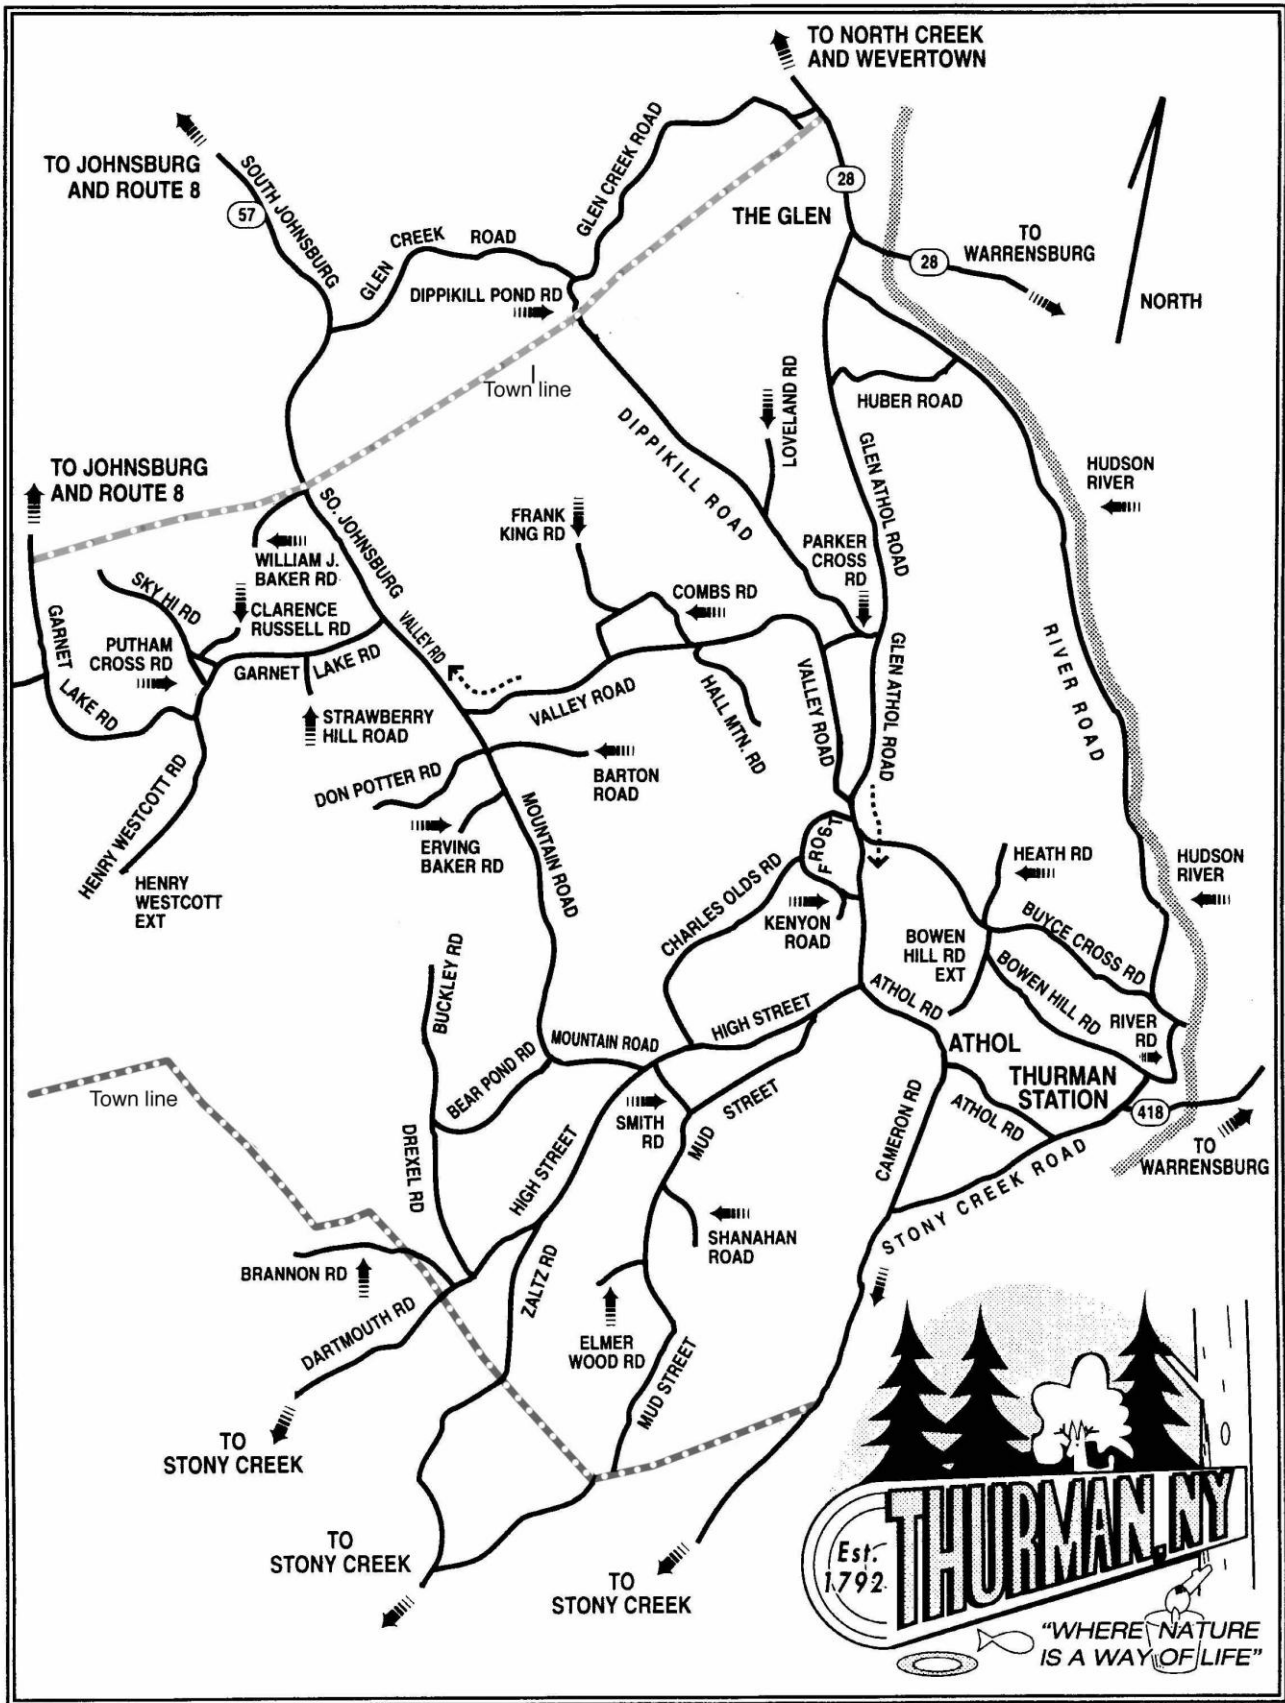 TO NORTH CREEK
AND WEVERTOWN
TO JOHNSBURG
AND ROUTE 8
SOUTH JOHNSBURG
57
GLEN CREEK ROAD
GLEN CREEK ROAD
28
THE GLEN
28
TO
WARRENSBURG
NORTH
DIPPIKILL POND RD
Town line
LOVELAND RD
HUBER ROAD
DIPPIKILL ROAD
GLEN ATHOL ROAD
HUDSON
RIVER
TO JOHNSBURG
AND ROUTE 8
SO. JOHNSBURG
FRANK
KING RD
PARKER
CROSS
RD
WILLIAM J.
BAKER RD
SKY HI RD
CLARENCE
RUSSELL RD
COMBS RD
GARNET
LAKE RD
PUTHAM
CROSS RD
VALLEY RD
GARNET LAKE RD
RIVER ROAD
GLEN ATHOL ROAD
VALLEY ROAD
VALLEY ROAD
HALL MTN. RD
STRAWBERRY
HILL ROAD
DON POTTER RD
BARTON
ROAD
HENRY WESTCOTT RD
MOUNTAIN ROAD
ERVING
BAKER RD
FROST
HEATH RD
HUDSON
RIVER
HENRY
WESTCOTT
EXT
CHARLES OLDS RD
KENYON
ROAD
BUYCE CROSS RD
BOWEN
HILL RD
EXT
BOWEN HILL RD
BUCKLEY RD
ATHOL RD
HIGH STREET
RIVER
RD
MOUNTAIN ROAD
ATHOL
BEAR POND RD
THURMAN
STATION
Town line
SMITH
RD
MUD STREET
CAMERON RD
ATHOL RD
418
TO
WARRENSBURG
DREXEL RD
HIGH STREET
STONY CREEK ROAD
SHANAHAN
ROAD
BRANNON RD
ZALTZ RD
DARTMOUTH RD
ELMER
WOOD RD
MUD STREET
TO
STONY CREEK
TO
STONY CREEK
TO
STONY CREEK
THURMAN, NY
Est.
1792
"WHERE NATURE
IS A WAY OF LIFE"